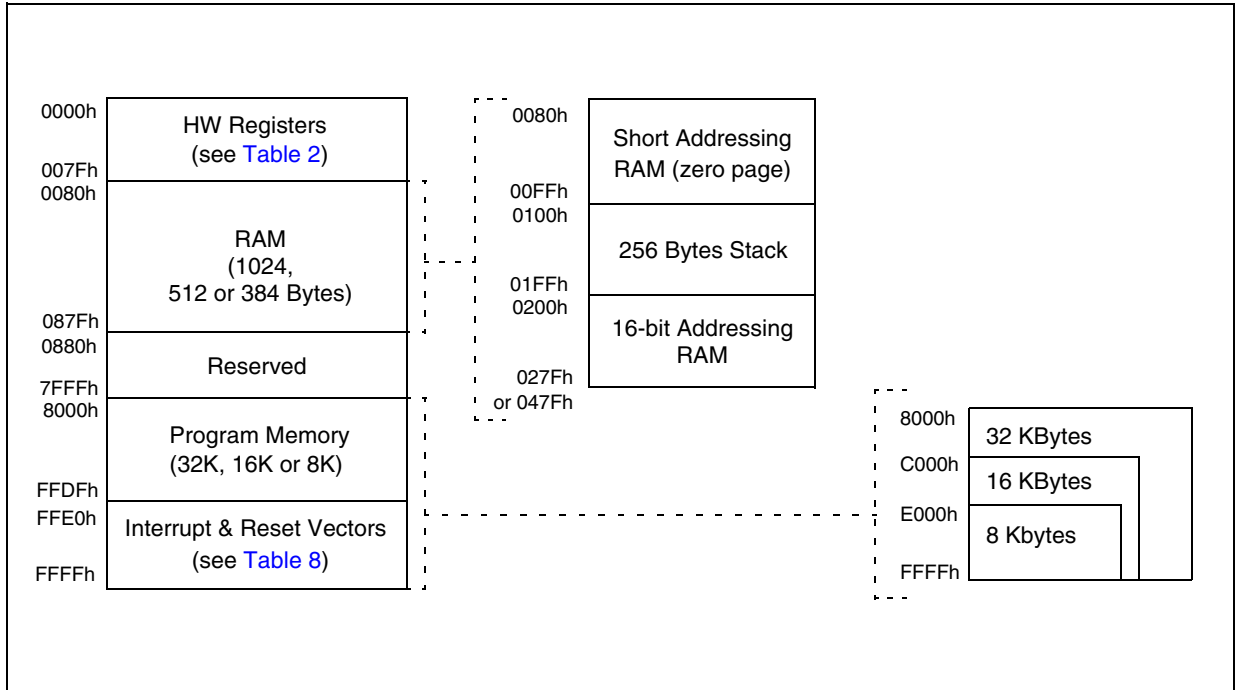 0000h
HW Registers
(see Table 2)
007Fh
0080h
RAM
(1024,
512 or 384 Bytes)
087Fh
0880h
Reserved
7FFFh
8000h
Program Memory
(32K, 16K or 8K)
FFDFh
FFE0h
Interrupt & Reset Vectors
(see Table 8)
FFFFh
0080h
Short Addressing
RAM (zero page)
00FFh
0100h
256 Bytes Stack
01FFh
0200h
16-bit Addressing
RAM
027Fh
or 047Fh
8000h
32 KBytes
C000h
16 KBytes
E000h
8 Kbytes
FFFFh